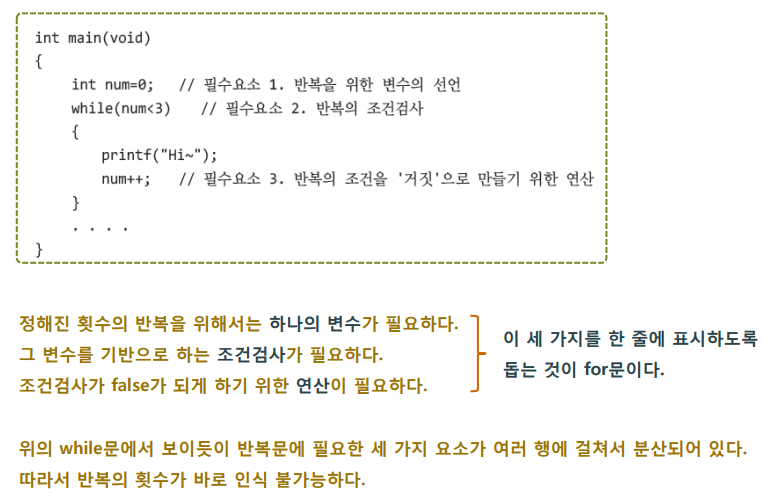 int main(void)
{
int num=0; // 필수요소 1. 반복을 위한 변수의 선언
while(num<3) // 필수요소 2. 반복의 조건검사
{
printf("Hi~");
num++; // 필수요소 3. 반복의 조건을 '거짓'으로 만들기 위한 연산
}
. . . .
}
정해진 횟수의 반복을 위해서는 하나의 변수가 필요하다.
그 변수를 기반으로 하는 조건검사가 필요하다.
조건검사가 false가 되게 하기 위한 연산이 필요하다.
이 세 가지를 한 줄에 표시하도록
돕는 것이 for문이다.
위의 while문에서 보이듯이 반복문에 필요한 세 가지 요소가 여러 행에 걸쳐서 분산되어 있다.
따라서 반복의 횟수가 바로 인식 불가능하다.